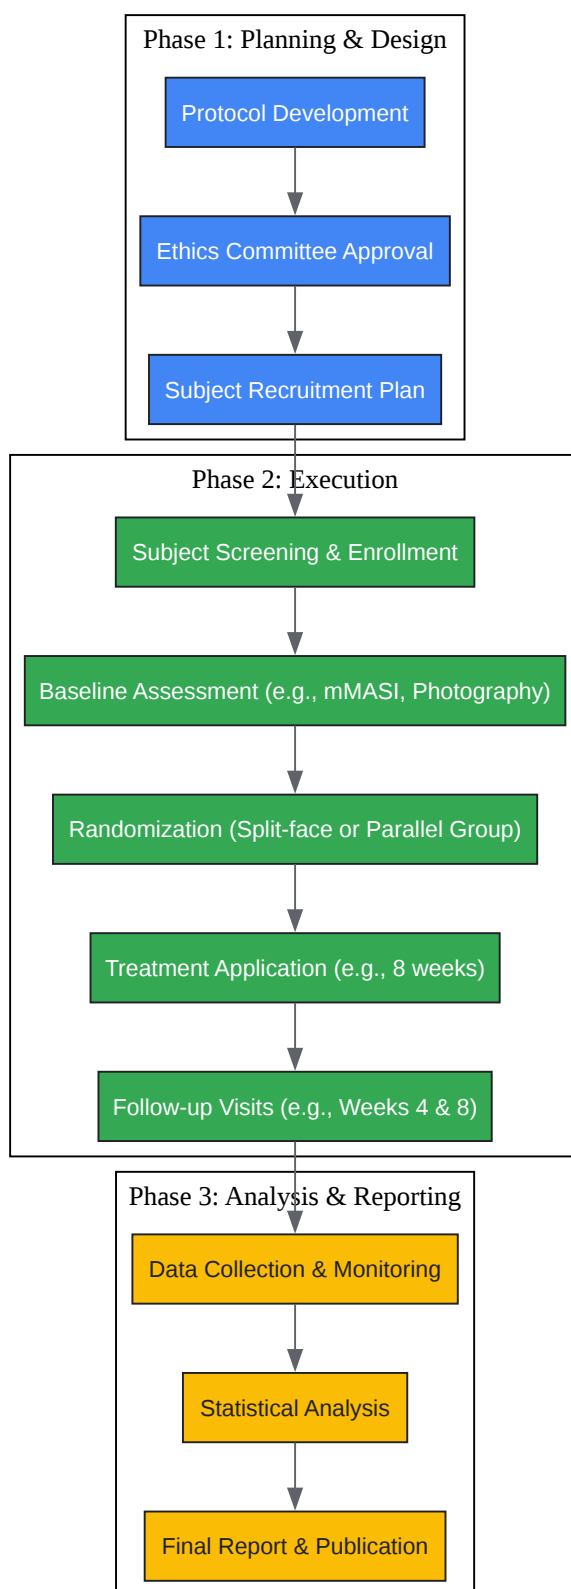 Phase 1: Planning & Design
Protocol Development
Ethics Committee Approval
Subject Recruitment Plan
Phase 2: Execution
Subject Screening & Enrollment
Baseline Assessment (e.g., mMASI, Photography)
Randomization (Split-face or Parallel Group)
Treatment Application (e.g., 8 weeks)
Follow-up Visits (e.g., Weeks 4 & 8)
Phase 3: Analysis & Reporting
Data Collection & Monitoring
Statistical Analysis
Final Report & Publication